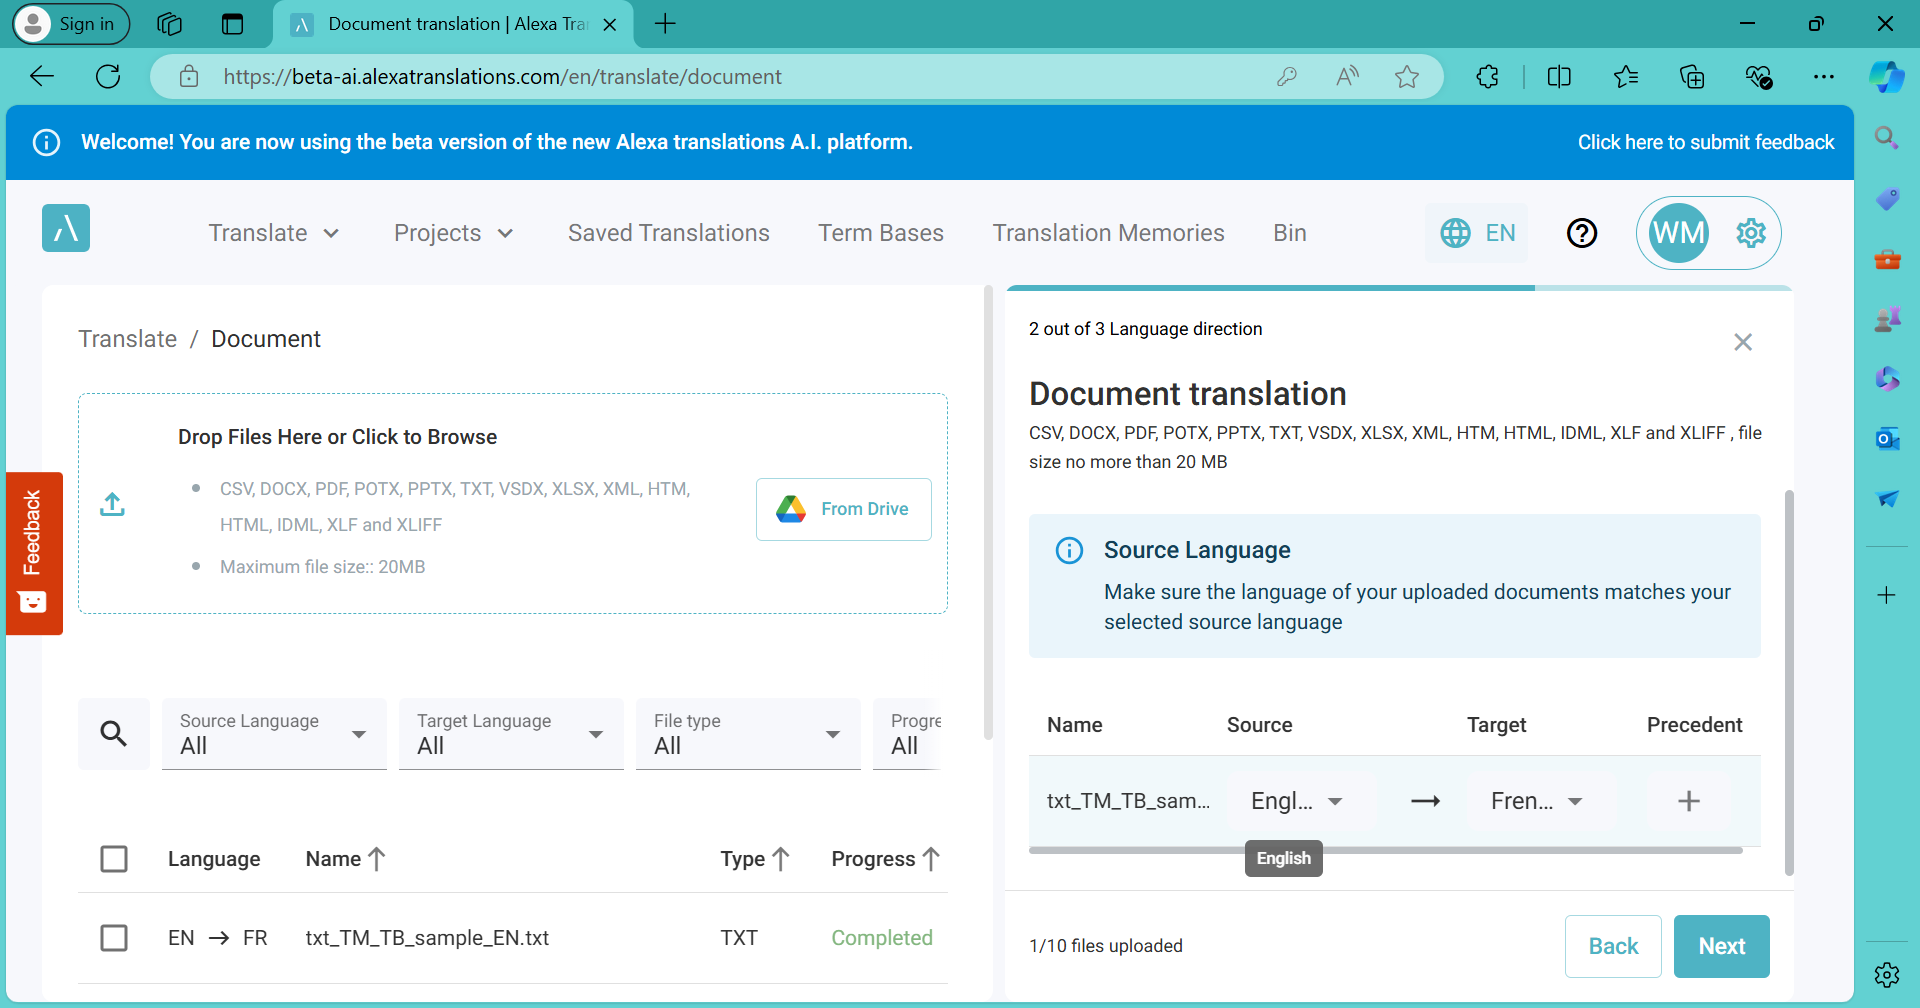 Sign in
Document translation | Alexa Tra
https://beta-ai.alexatranslations.com/en/translate/document
Welcome! You are now using the beta version of the new Alexa translations A.I. platform.
Click here to submit feedback
Translate
Projects
Saved Translations
Term Bases
Translation Memories
Bin
EN
WM
Translate / Document
Drop Files Here or Click to Browse
CSV, DOCX, PDF, POTX, PPTX, TXT, VSDX, XLSX, XML, HTM,
HTML, IDML, XLF and XLIFF
Maximum file size:: 20MB
From Drive
Feedback
Source Language
All
Target Language
All
File type
All
Progre
All
Language
Name
Type
Progress
EN → FR
txt_TM_TB_sample_EN.txt
TXT
Completed
2 out of 3 Language direction
Document translation
CSV, DOCX, PDF, POTX, PPTX, TXT, VSDX, XLSX, XML, HTM, HTML, IDML, XLF and XLIFF , file
size no more than 20 MB
Source Language
Make sure the language of your uploaded documents matches your
selected source language
Name
Source
Target
Precedent
txt_TM_TB_sam...
Engl...
Fren...
English
1/10 files uploaded
Back
Next